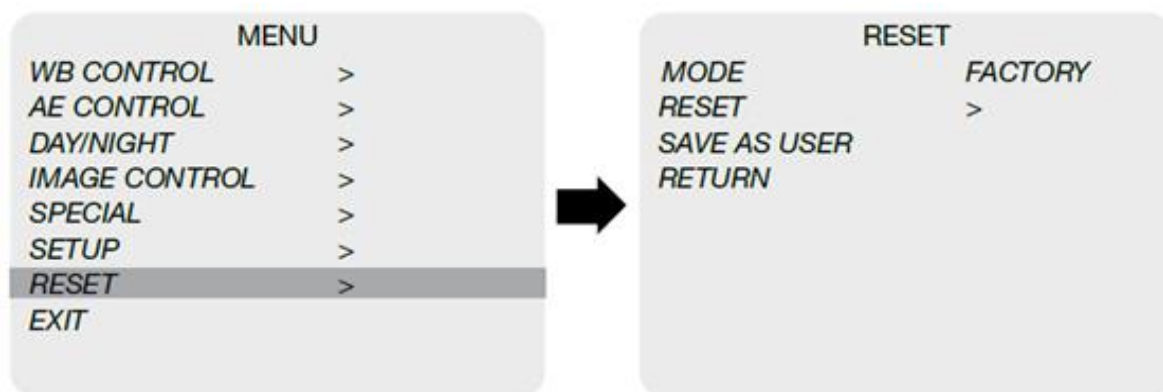 MENU
WB CONTROL >
AE CONTROL >
DAY/NIGHT >
IMAGE CONTROL >
SPECIAL >
SETUP >
RESET >
EXIT
RESET
MODE FACTORY
RESET >
SAVE AS USER
RETURN